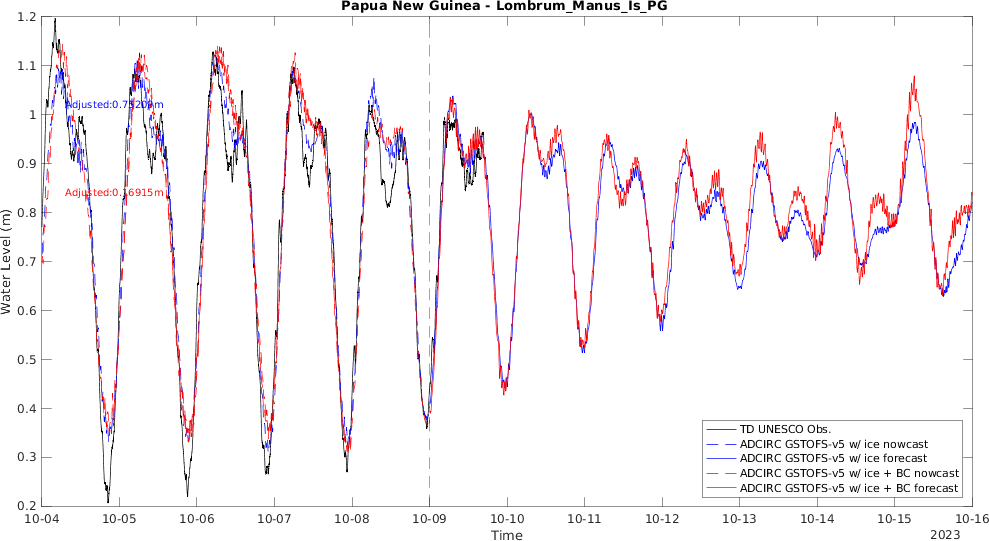 Papua New Guinea - Lombrum_Manus_Is_PG
1.2
1.1
1
0.9
0.8
0.7
0.6
0.5
0.4
0.3
0.2
Water Level (m)
Adjusted:0.75209m
Adjusted:0.16915m
TD UNESCO Obs.
ADCIRC GSTOFS-v5 w/ ice nowcast
ADCIRC GSTOFS-v5 w/ ice forecast
ADCIRC GSTOFS-v5 w/ ice + BC nowcast
ADCIRC GSTOFS-v5 w/ ice + BC forecast
10-04 10-05 10-06 10-07 10-08 10-09 10-10 10-11 10-12 10-13 10-14 10-15 10-16
Time
2023